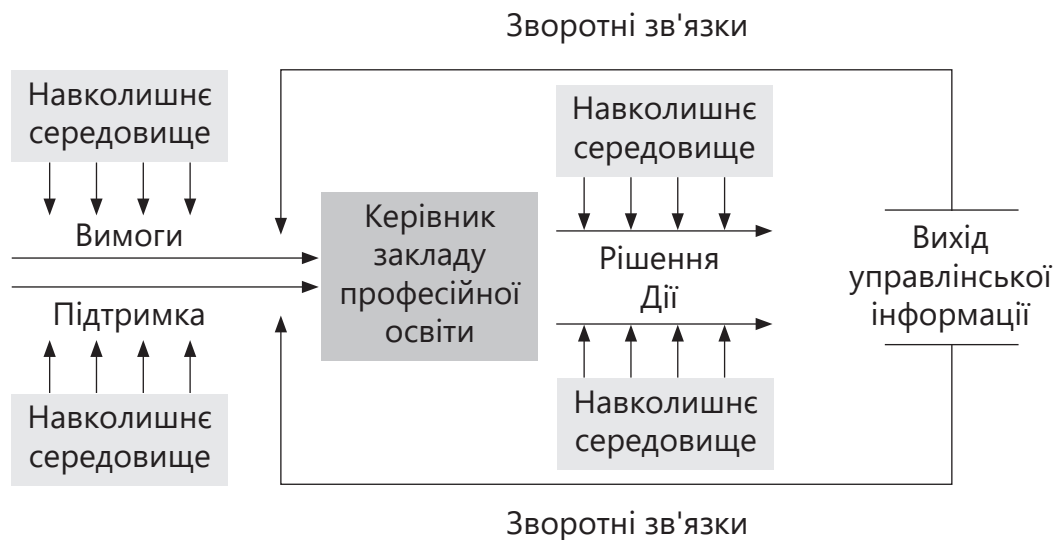 Зворотні зв'язки
Навколишнє
середовище
Вимоги
Підтримка
Навколишнє
середовище
Керівник
закладу
професійної
освіти
Навколишнє
середовище
Рішення
Дії
Навколишнє
середовище
Вихід
управлінської
інформації
Зворотні зв'язки